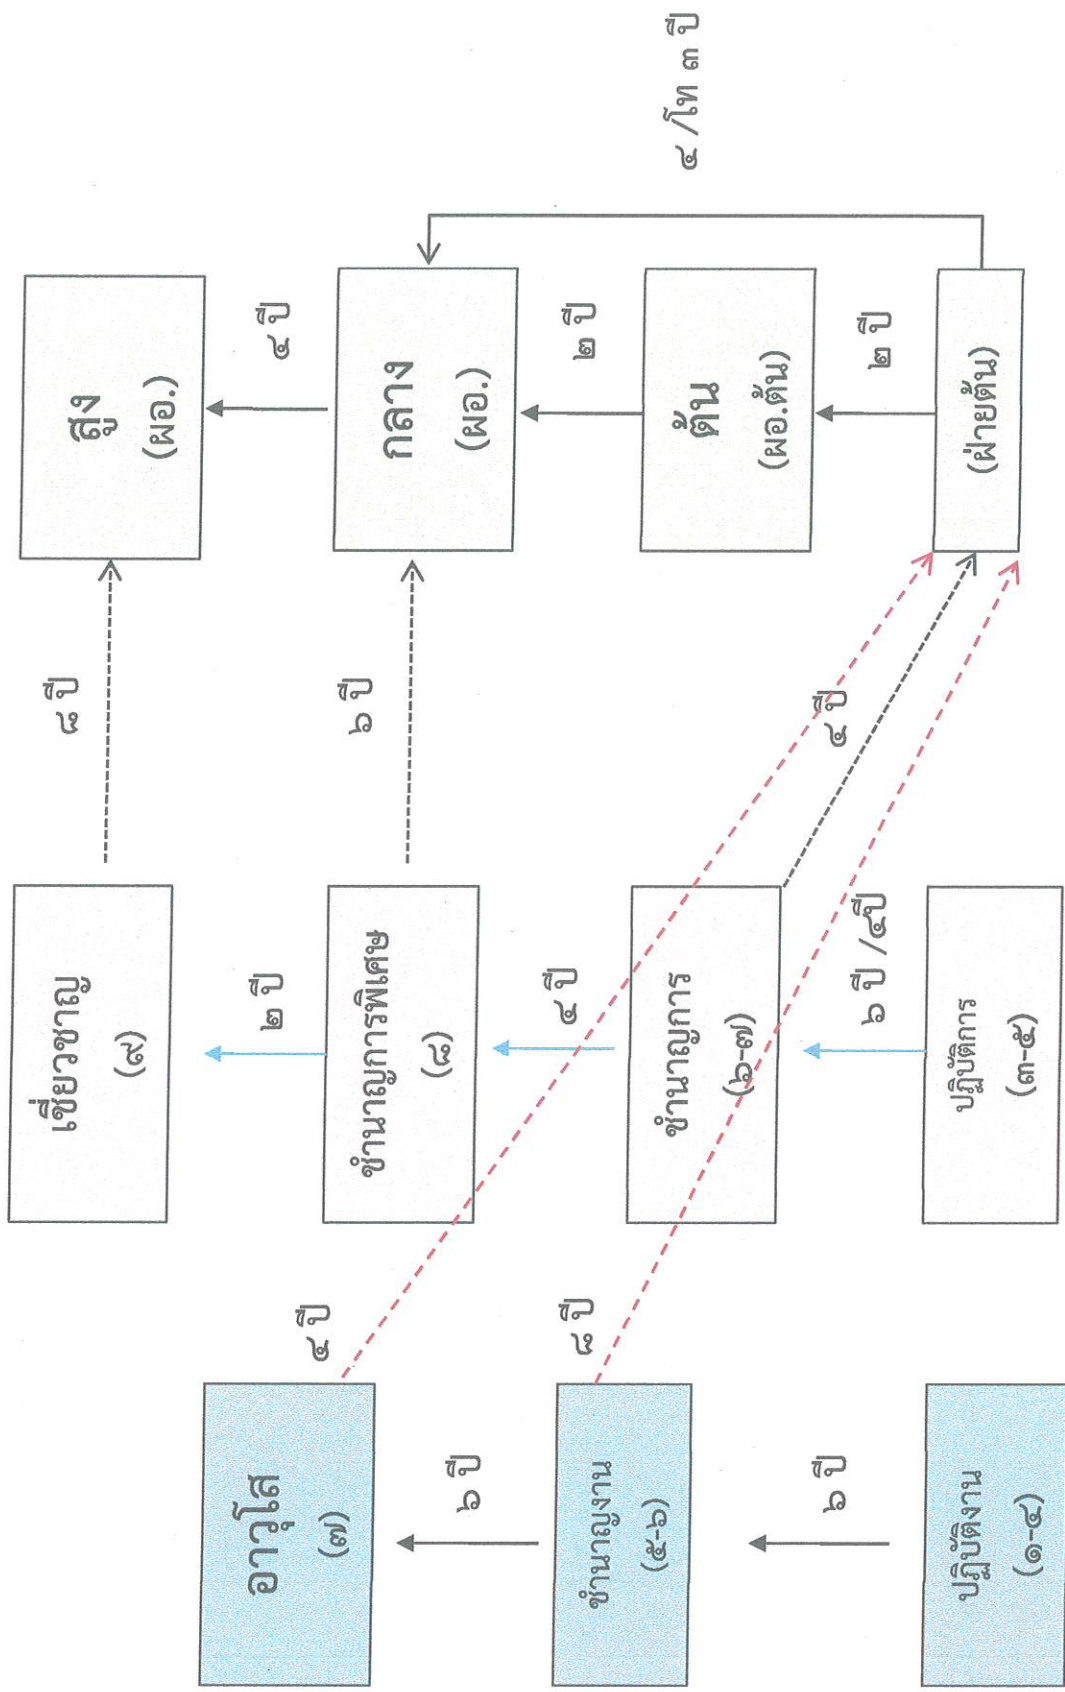 เชี่ยวชาญ
(๙)
๘ ปี
สูง
(ผอ.)
๒ ปี
๔ ปี
อาวุโส
(๗)
๔ ปี
ชำนาญการพิเศษ
(๘)
๖ ปี
กลาง
(ผอ.)
๖ ปี
๔ ปี
๒ ปี
๔ /โท ๓ ปี
ชำนาญงาน
(๕-๖)
๘ ปี
ชำนาญการ
(๖-๗)
๔ ปี
ต้น
(ผอ.ต้น)
๖ ปี
๖ ปี /๔ปี
๒ ปี
ปฏิบัติงาน
(๑-๔)
ปฏิบัติการ
(๓-๕)
(ฝ่ายต้น)